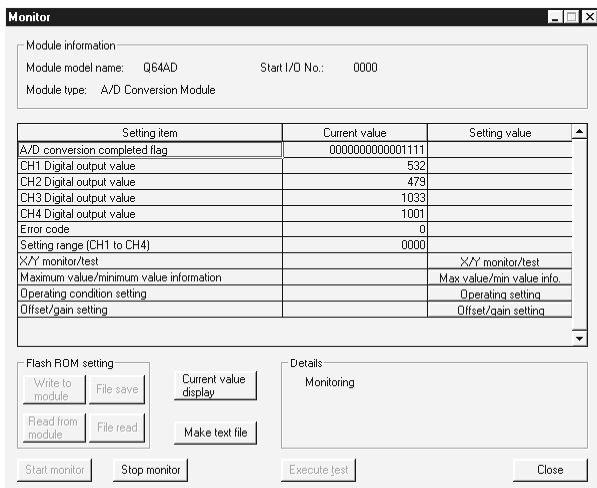 Monitor
Module information
Module model name: Q64AD Start I/O No.: 0000
Module type: A/D Conversion Module
Setting item Current value Setting value
A/D conversion completed flag 0000000000001111
CH1 Digital output value 532
CH2 Digital output value 479
CH3 Digital output value 1033
CH4 Digital output value 1001
Error code 0
Setting range (CH1 to CH4) 0000
X/Y monitor/test X/Y monitor/test
Maximum value/minimum value information Max value/min value info.
Operating condition setting Operating setting
Offset/gain setting Offset/gain setting
Flash ROM setting
Write to
module
File save
Read from
module
File read
Current value
display
Make text file
Details
Monitoring
Start monitor Stop monitor Execute test Close